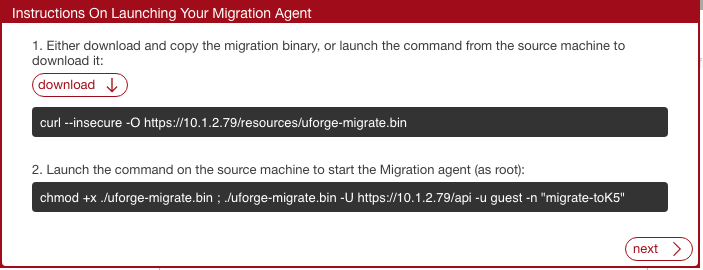 Instructions On Launching Your Migration Agent
1. Either download and copy the migration binary, or launch the command from the source machine to
download it:
download
curl --insecure -O https://10.1.2.79/resources/uforge-migrate.bin
2. Launch the command on the source machine to start the Migration agent (as root):
chmod +x ./uforge-migrate.bin ; ./uforge-migrate.bin -U https://10.1.2.79/api -u guest -n "migrate-toK5"
next